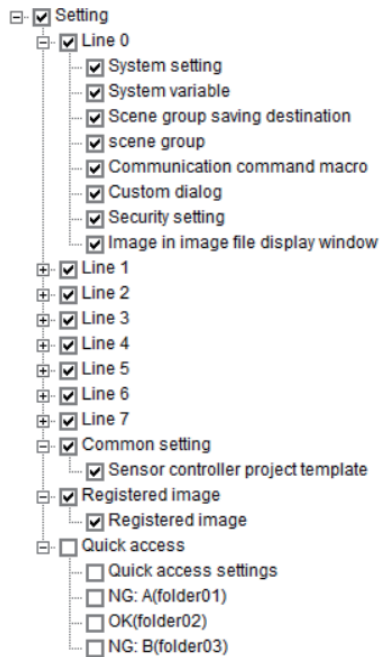 Setting
Line 0
System setting
System variable
Scene group saving destination
scene group
Communication command macro
Custom dialog
Security setting
Image in image file display window
Line 1
Line 2
Line 3
Line 4
Line 5
Line 6
Line 7
Common setting
Sensor controller project template
Registered image
Registered image
Quick access
Quick access settings
NG: A(folder01)
OK(folder02)
NG: B(folder03)